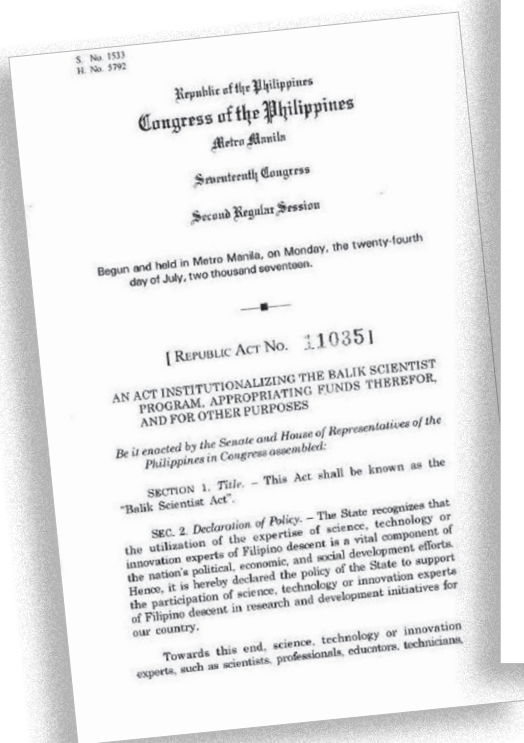 S. No. 1533
H. No. 5792
Republic of the Philippines
Congress of the Philippines
Metro Manila
Seventeenth Congress
Second Regular Session
Begun and held in Metro Manila, on Monday, the twenty-fourth
day of July, two thousand seventeen.
[ REPUBLIC ACT NO. 11035 ]
AN ACT INSTITUTIONALIZING THE BALIK SCIENTIST
PROGRAM, APPROPRIATING FUNDS THEREFOR,
AND FOR OTHER PURPOSES
Be it enacted by the Senate and House of Representatives of the
Philippines in Congress assembled:
SECTION 1. Title. – This Act shall be known as the
"Balik Scientist Act".
SEC. 2. Declaration of Policy. – The State recognizes that
the utilization of the expertise of science, technology or
innovation experts of Filipino descent is a vital component of
the nation's political, economic, and social development efforts.
Hence, it is hereby declared the policy of the State to support
the participation of science, technology or innovation experts
of Filipino descent in research and development initiatives for
our country.
Towards this end, science, technology or innovation
experts, such as scientists, professionals, educators, technicians,